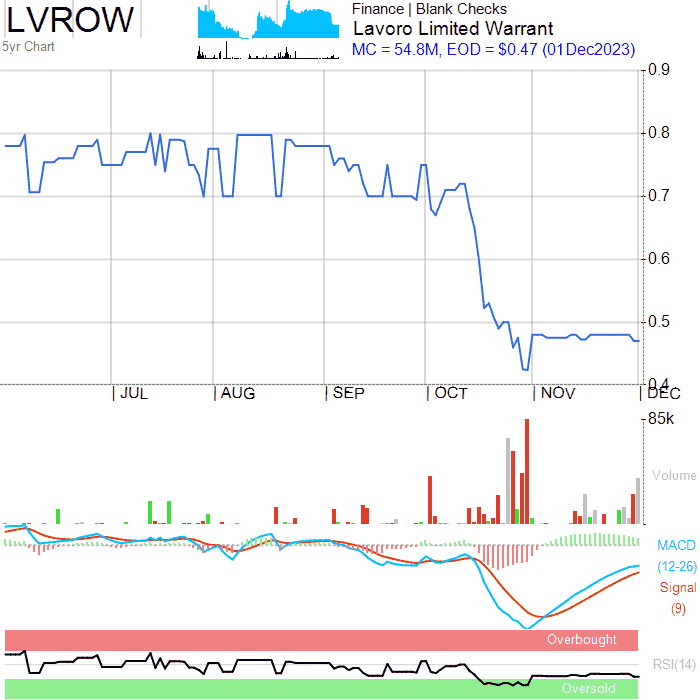 LVROW
5yr Chart
Finance | Blank Checks
Lavoro Limited Warrant
MC = 54.8M, EOD = $0.47 (01Dec2023)
0.9
0.8
0.7
0.6
0.5
0.4
JUL AUG SEP OCT NOV DEC
85k
Volume
MACD
(12-26)
Signal
(9)
Overbought
RSI(14)
Oversold